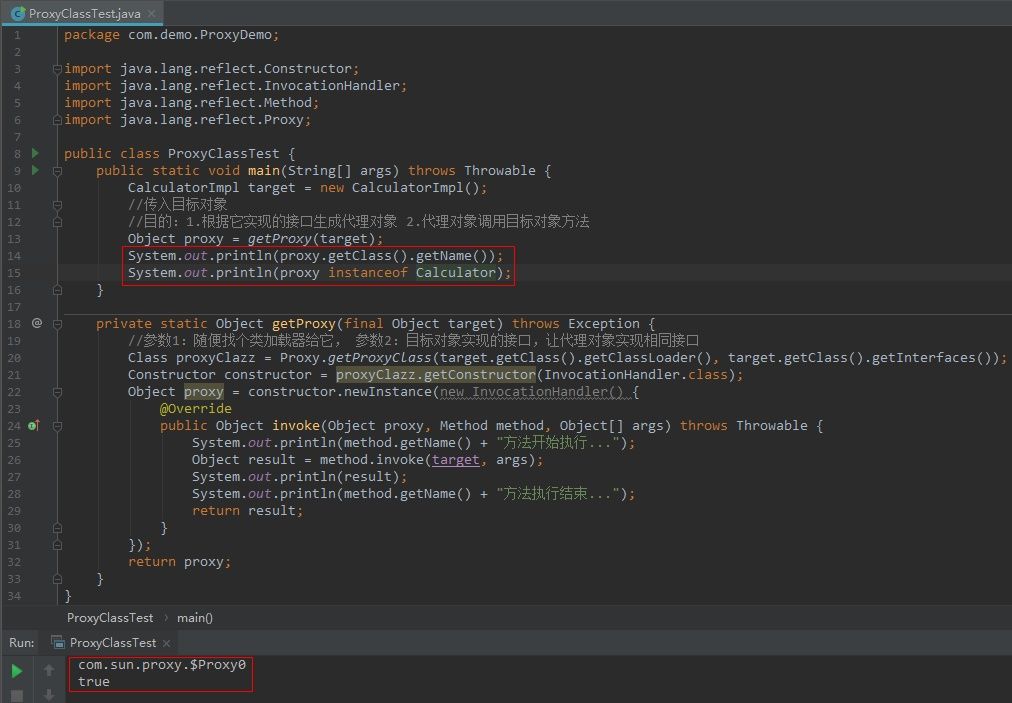 ProxyClassTest.java
1 package com.demo.ProxyDemo;
2
3 import java.lang.reflect.Constructor;
4 import java.lang.reflect.InvocationHandler;
5 import java.lang.reflect.Method;
6 import java.lang.reflect.Proxy;
7
8 public class ProxyClassTest {
9 public static void main(String[] args) throws Throwable {
10 CalculatorImpl target = new CalculatorImpl();
11 //传入目标对象
12 //目的：1.根据它实现的接口生成代理对象 2.代理对象调用目标对象方法
13 Object proxy = getProxy(target);
14 System.out.println(proxy.getClass().getName());
15 System.out.println(proxy instanceof Calculator);
16 }
17
18 @ private static Object getProxy(final Object target) throws Exception {
19 //参数1：随便找个类加载器给它， 参数2：目标对象实现的接口，让代理对象实现相同接口
20 Class proxyClazz = Proxy.getProxyClass(target.getClass().getClassLoader(), target.getClass().getInterfaces());
21 Constructor constructor = proxyClazz.getConstructor(InvocationHandler.class);
22 Object proxy = constructor.newInstance(new InvocationHandler() {
23 @Override
24 public Object invoke(Object proxy, Method method, Object[] args) throws Throwable {
25 System.out.println(method.getName() + "方法开始执行...");
26 Object result = method.invoke(target, args);
27 System.out.println(result);
28 System.out.println(method.getName() + "方法执行结束...");
29 return result;
30 }
31 });
32 return proxy;
33 }
34 }
ProxyClassTest › main()
Run: ProxyClassTest
com.sun.proxy.$Proxy0
true